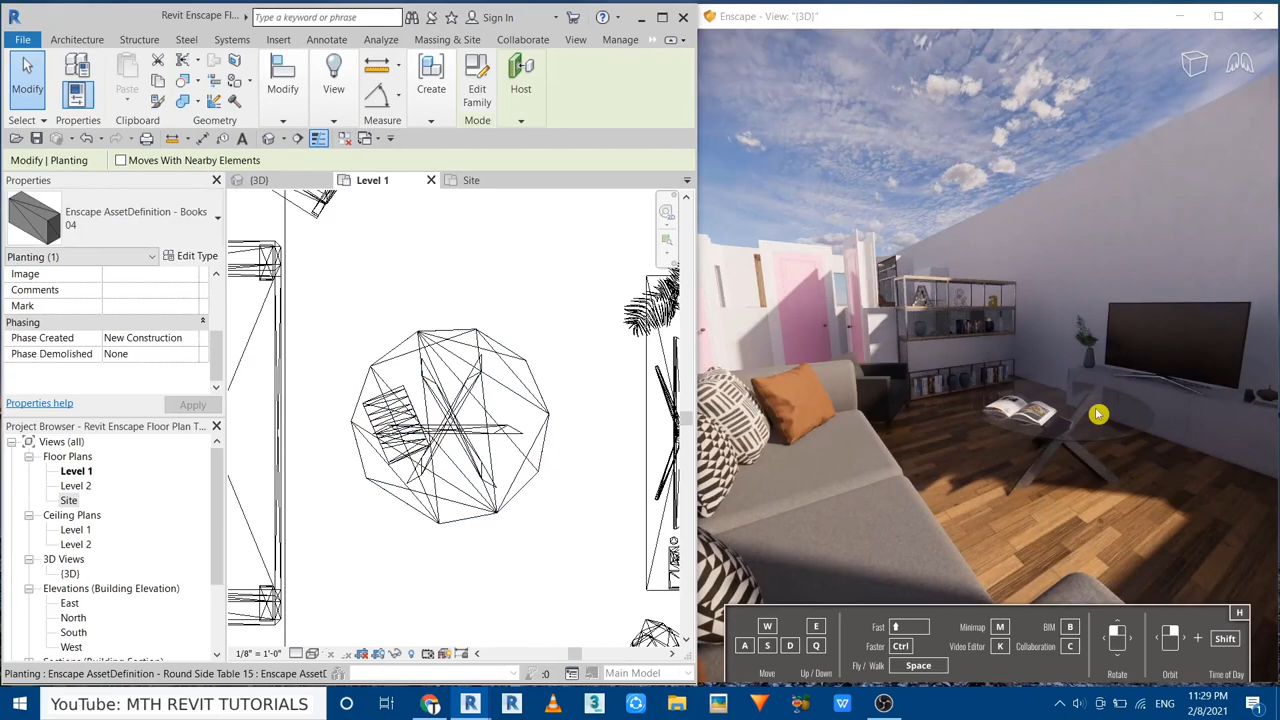 Revit Enscape Fl...
Type a keyword or phrase
Sign In
Enscape - View: "{3D}"
File
Architecture
Structure
Steel
Systems
Insert
Annotate
Analyze
Massing & Site
Collaborate
View
Manage
Modify
Properties
Paste
Modify
View
Create
Edit
Family
Host
Select
Properties
Clipboard
Geometry
Measure
Mode
Modify | Planting
Moves With Nearby Elements
Properties
{3D}
Level 1
Site
Enscape AssetDefinition - Books
04
Planting (1)
Edit Type
Image
Comments
Mark
Phasing
Phase Created
New Construction
Phase Demolished
None
Properties help
Apply
Project Browser - Revit Enscape Floor Plan T...
Views (all)
Floor Plans
Level 1
Level 2
Site
Ceiling Plans
Level 1
Level 2
3D Views
{3D}
Elevations (Building Elevation)
East
North
South
West
1/8" = 1'-0"
Planting : Enscape AssetDefinition - Round Side Table 15 : Enscape AssetD
:0
Main Model
W
E
A
S
D
Q
Move
Up / Down
Fast
Faster
Ctrl
Fly / Walk
Space
Minimap
M
Video Editor
K
BIM
B
Collaboration
C
H
Shift
Rotate
Orbit
Time of Day
YouTube: MTH REVIT TUTORIALS
ENG
11:29 PM
2/8/2021